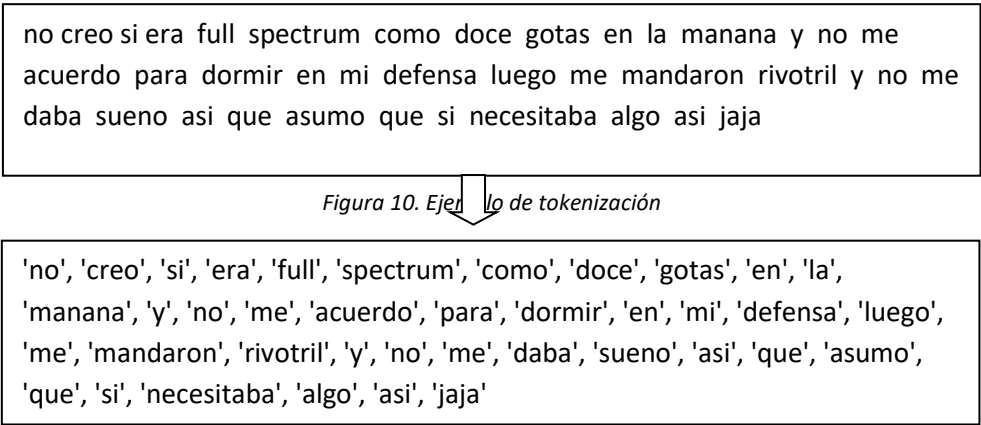 no creo si era full spectrum como doce gotas en la manana y no me
acuerdo para dormir en mi defensa luego me mandaron rivotril y no me
daba sueno asi que asumo que si necesitaba algo asi jaja
Figura 10. Ejem lo de tokenización
'no', 'creo', 'si', 'era', 'full', 'spectrum', 'como', 'doce', 'gotas', 'en', 'la',
'manana', 'y', 'no', 'me', 'acuerdo', 'para', 'dormir', 'en', 'mi', 'defensa', 'luego',
'me', 'mandaron', 'rivotril', 'y', 'no', 'me', 'daba', 'sueno', 'asi', 'que', 'asumo',
'que', 'si', 'necesitaba', 'algo', 'asi', 'jaja'